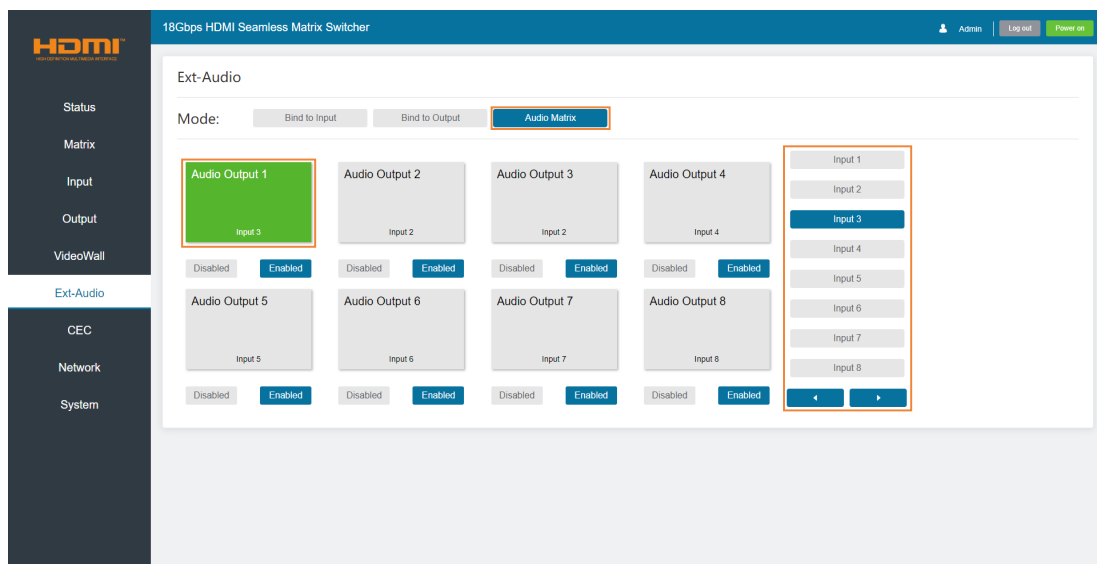 18Gbps HDMI Seamless Matrix Switcher
Admin
Log out
Power on
HDMI™
HIGH-DEFINITION MULTIMEDIA INTERFACE
Status
Matrix
Input
Output
VideoWall
Ext-Audio
CEC
Network
System
Ext-Audio
Mode:
Bind to Input
Bind to Output
Audio Matrix
Audio Output 1
Input 3
Audio Output 2
Input 2
Audio Output 3
Input 2
Audio Output 4
Input 4
Disabled
Enabled
Disabled
Enabled
Disabled
Enabled
Disabled
Enabled
Audio Output 5
Input 5
Audio Output 6
Input 6
Audio Output 7
Input 7
Audio Output 8
Input 8
Disabled
Enabled
Disabled
Enabled
Disabled
Enabled
Disabled
Enabled
Input 1
Input 2
Input 3
Input 4
Input 5
Input 6
Input 7
Input 8